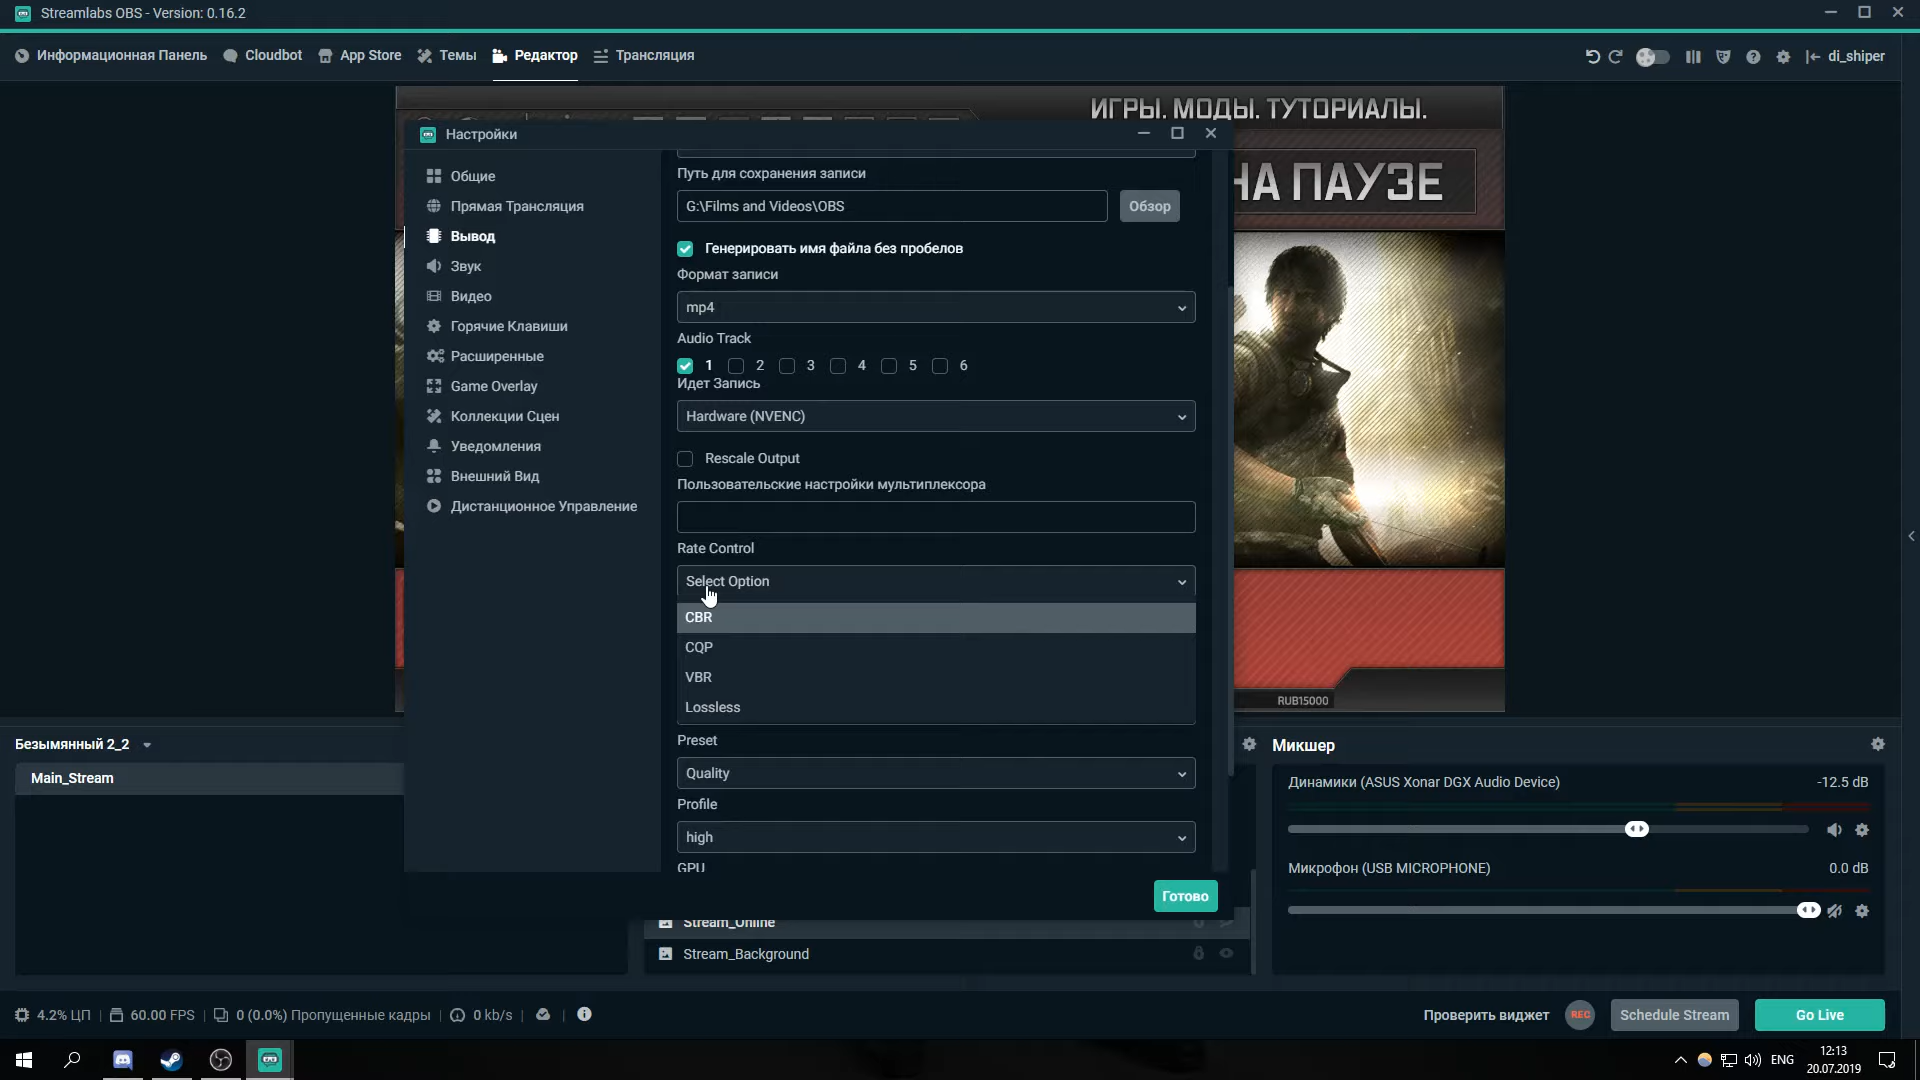 Streamlabs OBS - Version: 0.16.2
Информационная Панель
Cloudbot
App Store
Темы
Редактор
Трансляция
di_shiper
ИГРЫ. МОДЫ. ТУТОРИАЛЫ.
НА ПАУЗЕ
Настройки
Общие
Прямая Трансляция
Вывод
Звук
Видео
Горячие Клавиши
Расширенные
Game Overlay
Коллекции Сцен
Уведомления
Внешний Вид
Дистанционное Управление
Путь для сохранения записи
G:\Films and Videos\OBS
Обзор
Генерировать имя файла без пробелов
Формат записи
mp4
Audio Track
1 2 3 4 5 6
Идет Запись
Hardware (NVENC)
Rescale Output
Пользовательские настройки мультиплексора
Rate Control
Select Option
CBR
CQP
VBR
Lossless
Preset
Quality
Profile
high
GPU
Готово
RUB15000
Безымянный 2_2
Main_Stream
Stream_Online
Stream_Background
Микшер
Динамики (ASUS Xonar DGX Audio Device)
-12.5 dB
Микрофон (USB MICROPHONE)
0.0 dB
4.2% ЦП
60.00 FPS
0 (0.0%) Пропущенные кадры
0 kb/s
Проверить виджет
REC
Schedule Stream
Go Live
ENG
12:13
20.07.2019